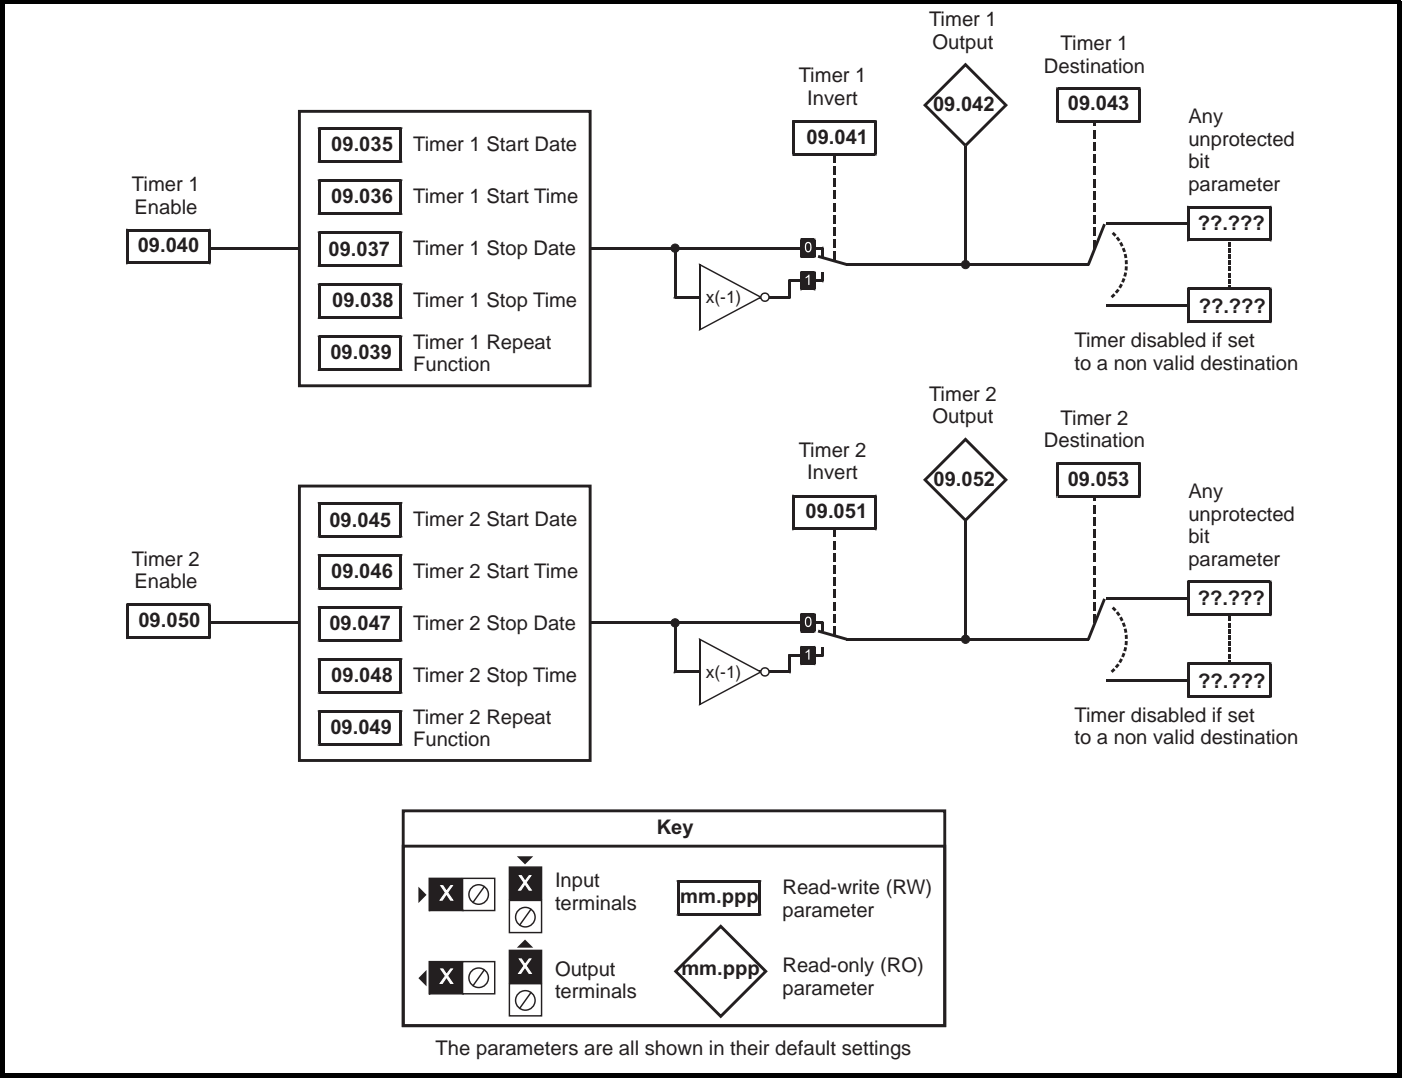 Timer 1
Enable
09.040
09.035 Timer 1 Start Date
09.036 Timer 1 Start Time
09.037 Timer 1 Stop Date
09.038 Timer 1 Stop Time
09.039 Timer 1 Repeat
Function
x(-1)
0
1
Timer 1
Invert
09.041
Timer 1
Output
09.042
Timer 1
Destination
09.043
Any
unprotected
bit
parameter
??.???
??.???
Timer disabled if set
to a non valid destination
Timer 2
Enable
09.050
09.045 Timer 2 Start Date
09.046 Timer 2 Start Time
09.047 Timer 2 Stop Date
09.048 Timer 2 Stop Time
09.049 Timer 2 Repeat
Function
x(-1)
0
1
Timer 2
Invert
09.051
Timer 2
Output
09.052
Timer 2
Destination
09.053
Any
unprotected
bit
parameter
??.???
??.???
Timer disabled if set
to a non valid destination
Key
X
X
Input
terminals
mm.ppp
Read-write (RW)
parameter
X
X
Output
terminals
mm.ppp
Read-only (RO)
parameter
The parameters are all shown in their default settings